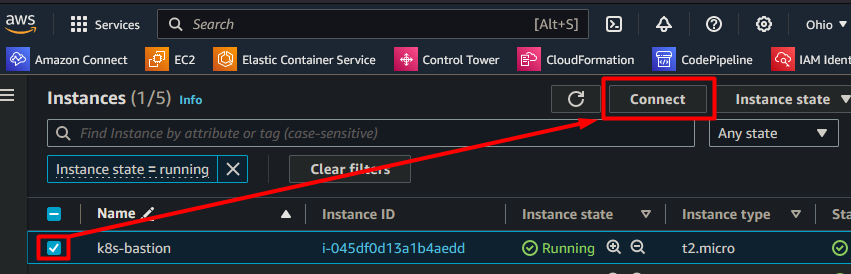 aws Services Search [Alt+S] Ohio
Amazon Connect EC2 Elastic Container Service Control Tower CloudFormation CodePipeline IAM Ident
Instances (1/5) Info Connect Instance state
Find Instance by attribute or tag (case-sensitive) Any state
Instance state = running Clear filters
Name Instance ID Instance state Instance type Sta
k8s-bastion i-045df0d13a1b4aedd Running t2.micro